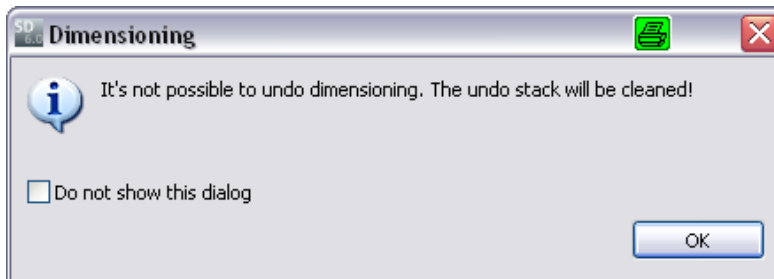 SD
6.0
Dimensioning
It's not possible to undo dimensioning. The undo stack will be cleaned!
Do not show this dialog
OK